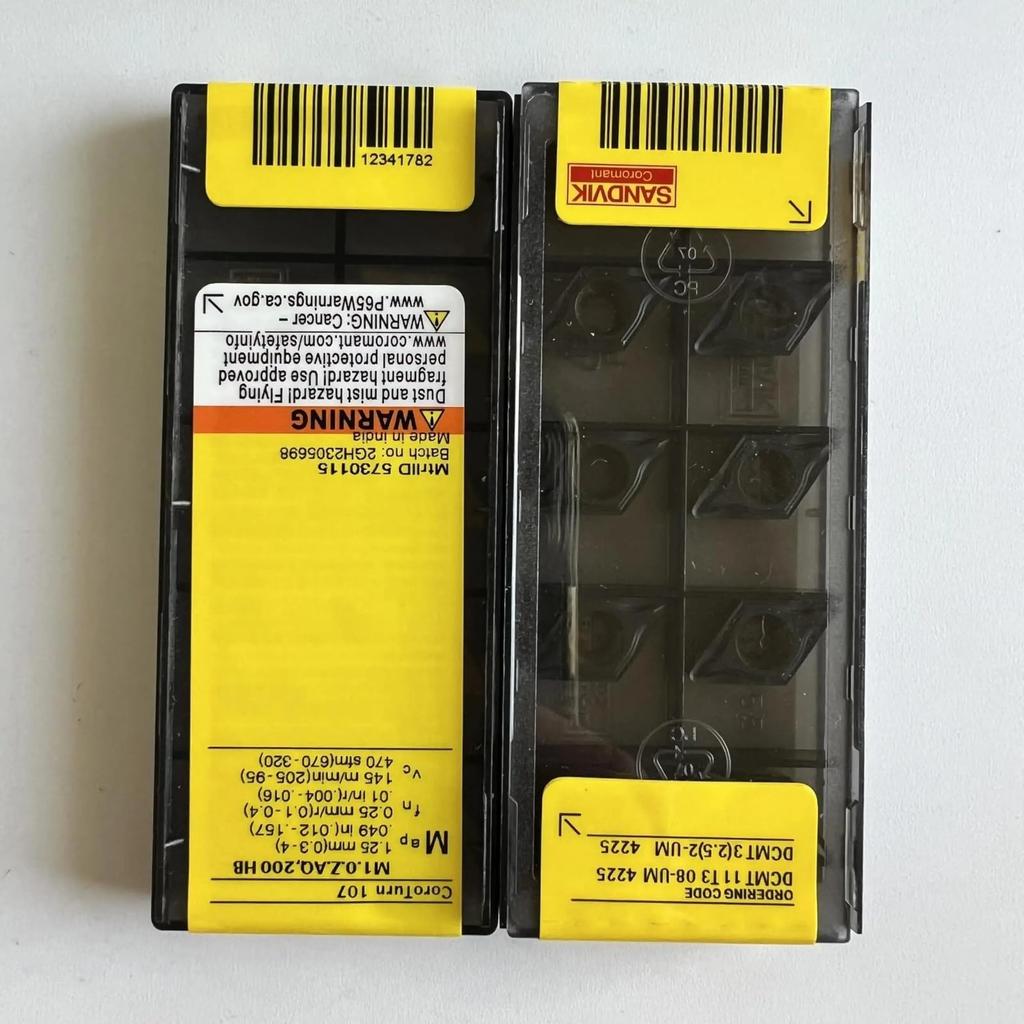 12341782
CoroTurn 107
M1.0.Z.AQ,200 HB
M
ap 1.25 mm(0.3-4)
.049 in(.012-.157)
fn 0.25 mm/r(0.1-0.4)
.01 in/r(.004-.016)
vc 145 m/min(205-95)
470 sfm(670-320)
MtrlID 5730115
Batch no: 2GH2305698
Made in india
WARNING
Dust and mist hazard! Flying
fragment hazard! Use approved
personal protective equipment
www.coromant.com/safetyinfo
WARNING: Cancer –
www.P65Warnings.ca.gov
ORDERING CODE
DCMT 11 T3 08-UM 4225
DCMT 3(2.5)2-UM 4225
SANDVIK
Coromant
07
PC
07
PC